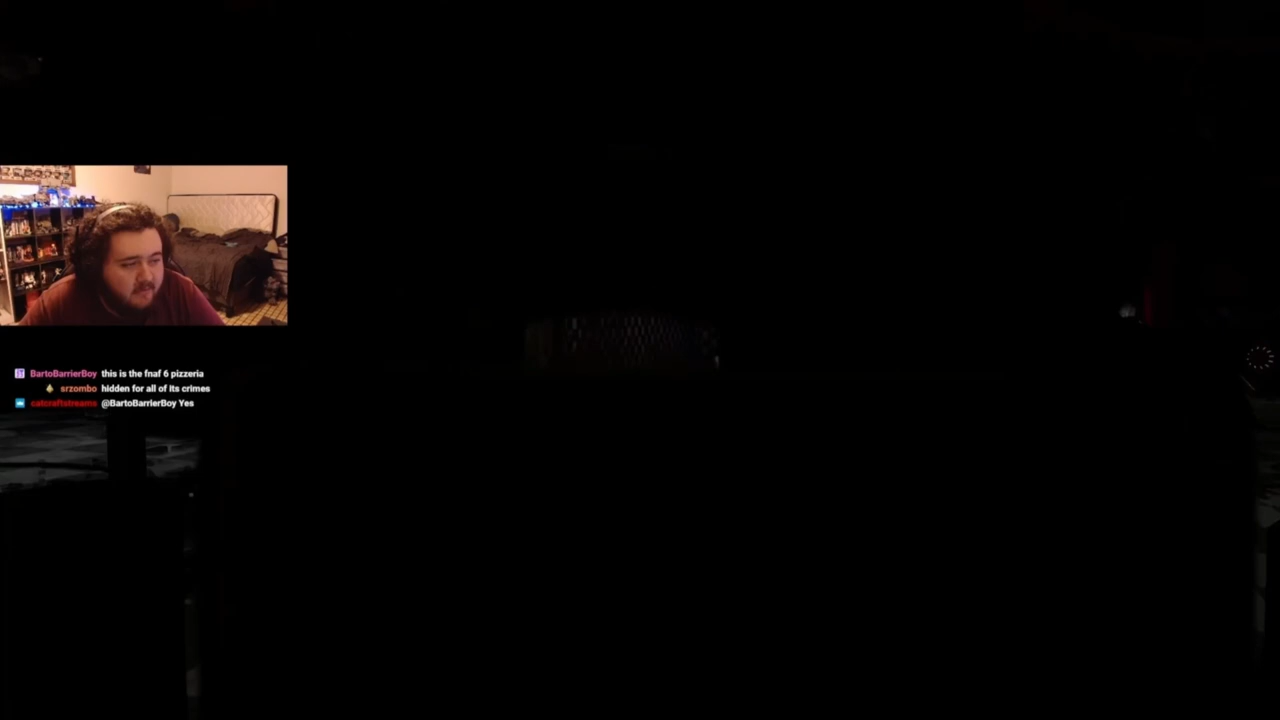 BartoBarrierBoy this is the fnaf 6 pizzeria
srzombo hidden for all of its crimes
catcraftstreams @BartoBarrierBoy Yes